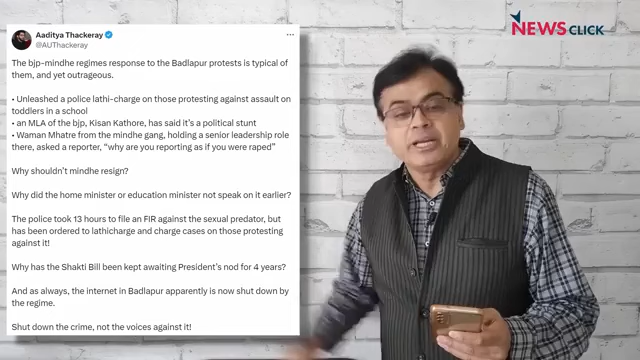 Aaditya Thackeray
@AUThackeray
The bjp-mindhe regimes response to the Badlapur protests is typical of
them, and yet outrageous.
• Unleashed a police lathi-charge on those protesting against assault on
toddlers in a school
• an MLA of the bjp, Kisan Kathore, has said it's a political stunt
• Waman Mhatre from the mindhe gang, holding a senior leadership role
there, asked a reporter, "why are you reporting as if you were raped"
Why shouldn't mindhe resign?
Why did the home minister or education minister not speak on it earlier?
The police took 13 hours to file an FIR against the sexual predator, but
has been ordered to lathicharge and charge cases on those protesting
against it!
Why has the Shakti Bill been kept awaiting President's nod for 4 years?
And as always, the internet in Badlapur apparently is now shut down by
the regime.
Shut down the crime, not the voices against it!
NEWSCLICK